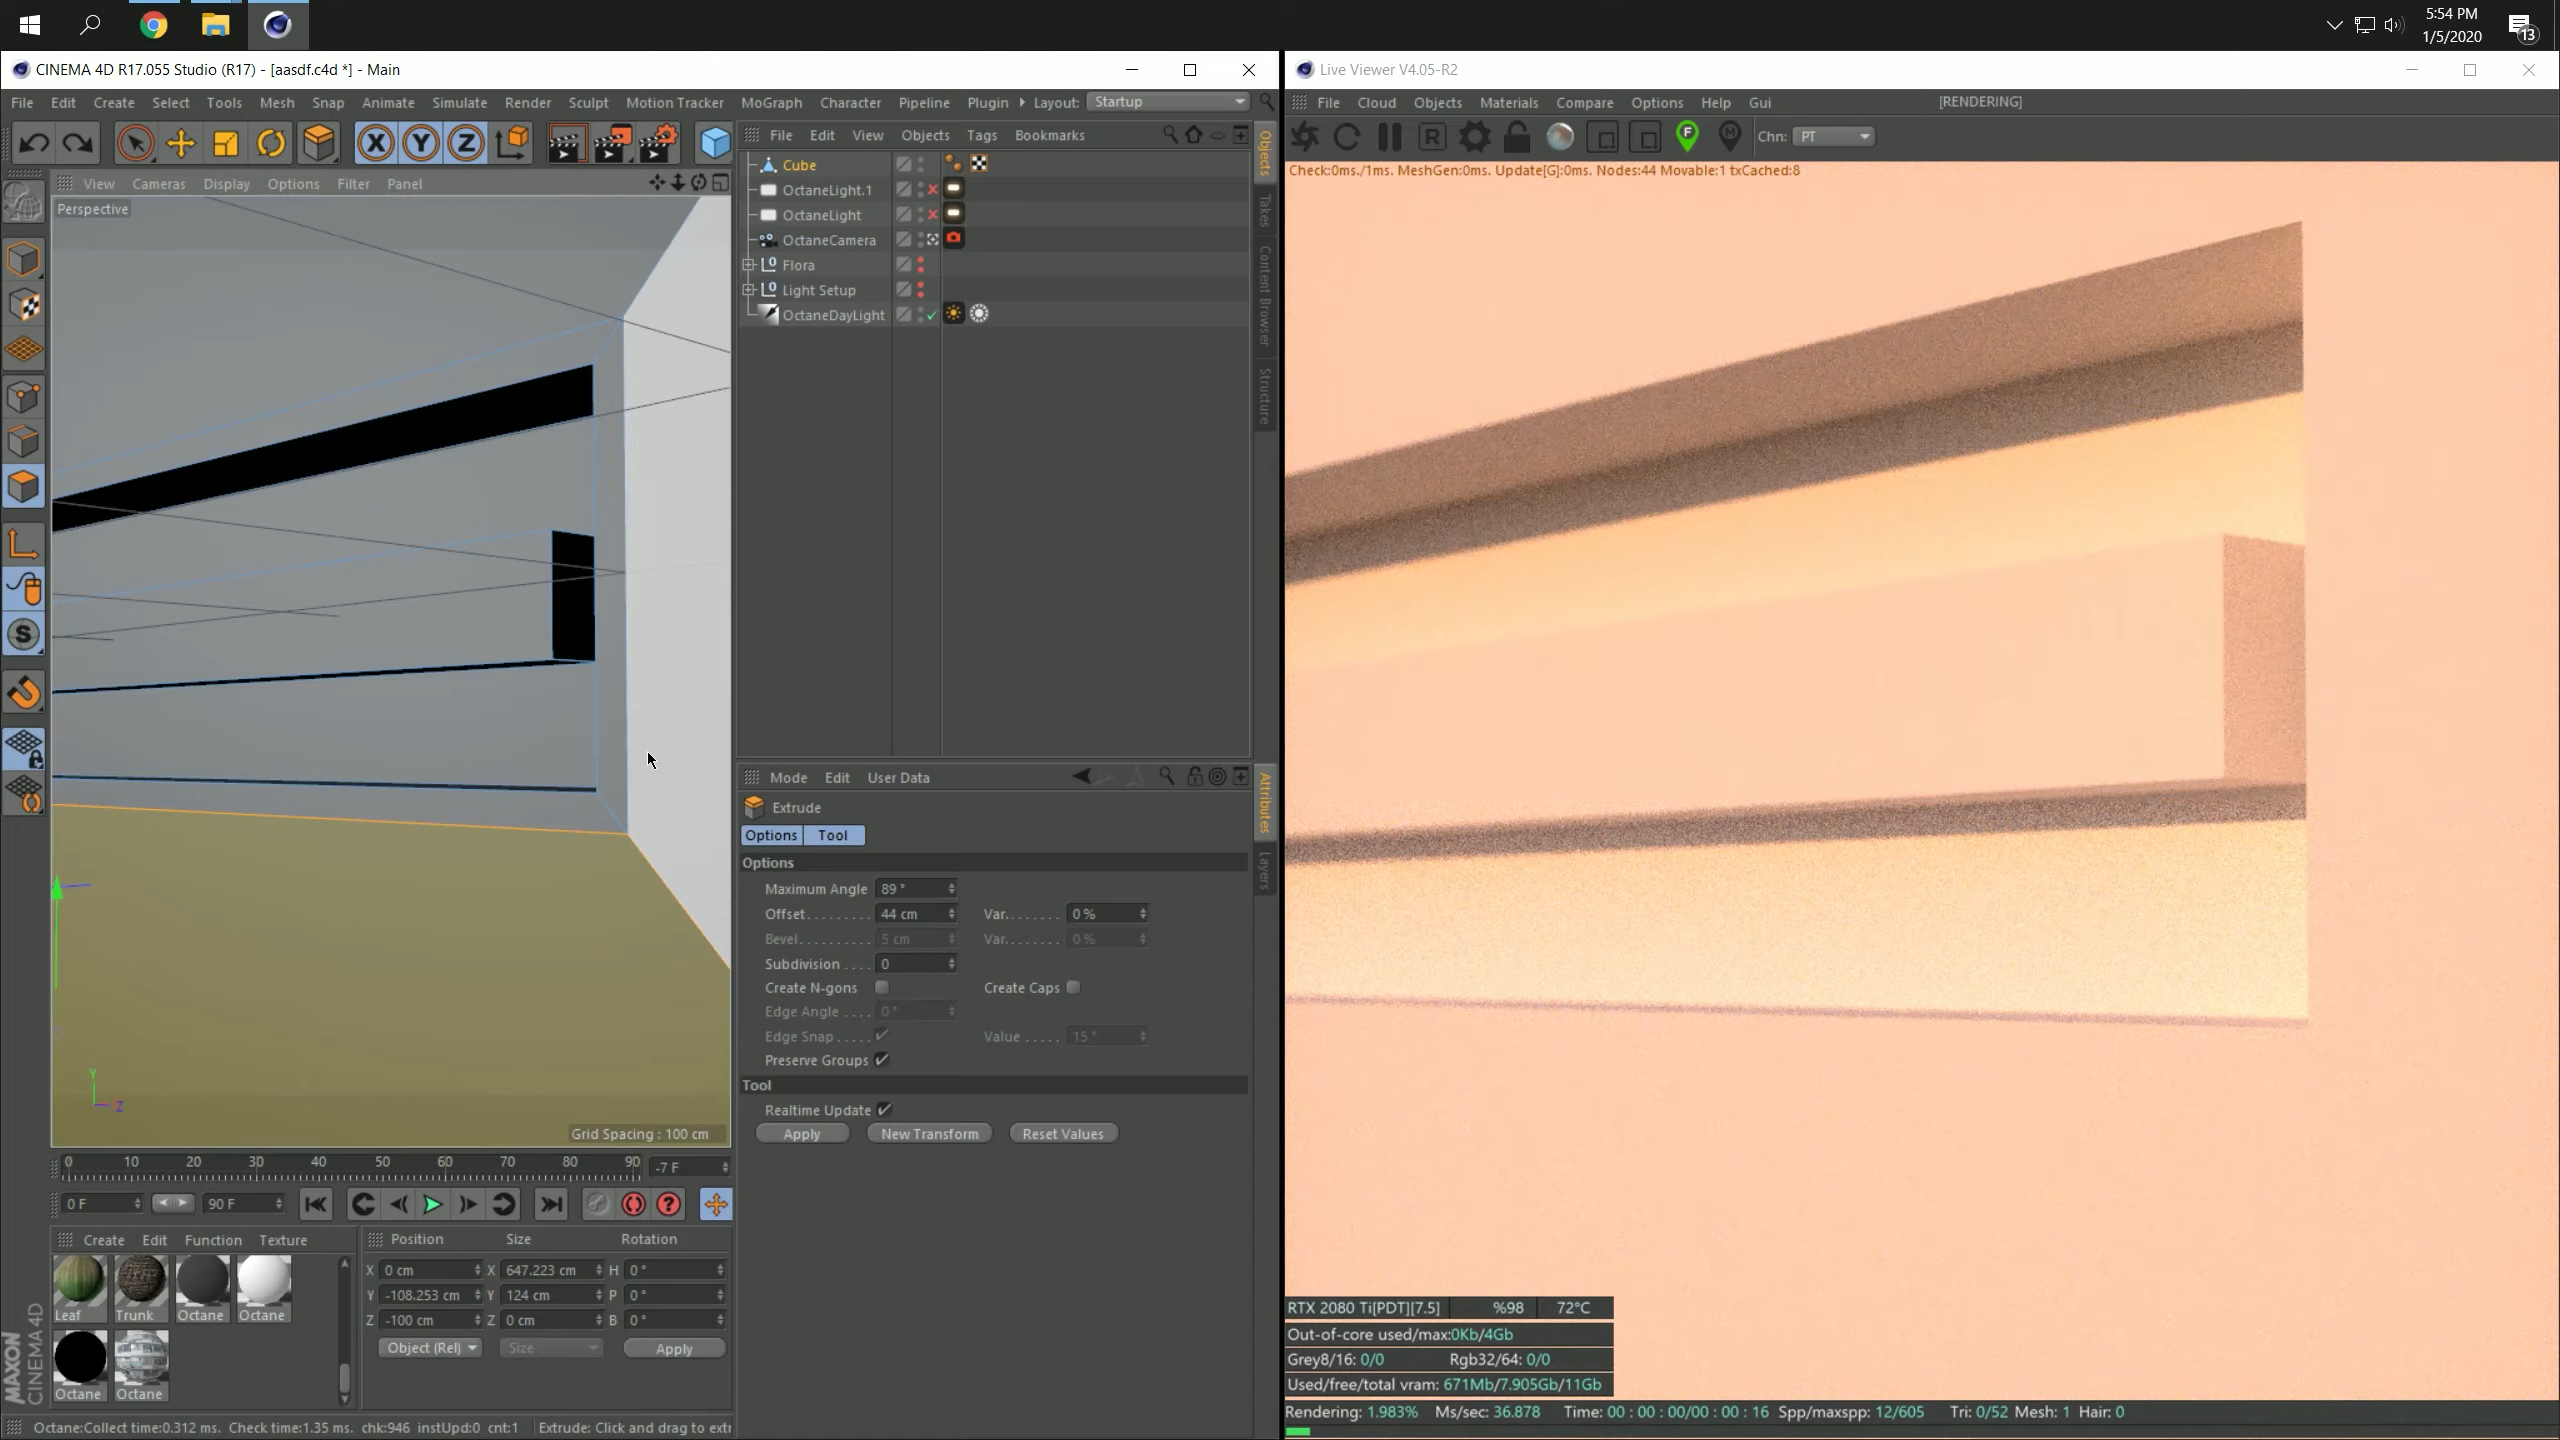 5:54 PM
1/5/2020
13
CINEMA 4D R17.055 Studio (R17) - [aasdf.c4d *] - Main
Live Viewer V4.05-R2
File Edit Create Select Tools Mesh Snap Animate Simulate Render Sculpt Motion Tracker MoGraph Character Pipeline Plugin Layout: Startup
File Cloud Objects Materials Compare Options Help Gui [RENDERING]
X Y Z
File Edit View Objects Tags Bookmarks
R
F
M
Chn: PT
View Cameras Display Options Filter Panel
Perspective
Check:0ms./1ms. MeshGen:0ms. Update[G]:0ms. Nodes:44 Movable:1 txCached:8
Cube
OctaneLight.1
OctaneLight
OctaneCamera
Flora
Light Setup
OctaneDayLight
Objects
Takes
Content Browser
Structure
S
Y
Z
Grid Spacing : 100 cm
Mode Edit User Data
Extrude
Options Tool
Options
Maximum Angle 89 °
Offset 44 cm Var. 0 %
Bevel 5 cm Var. 0 %
Subdivision 0
Create N-gons Create Caps
Edge Angle 0 °
Edge Snap Value 15 °
Preserve Groups
Tool
Realtime Update
Apply New Transform Reset Values
Attributes
Layers
0 10 20 30 40 50 60 70 80 90 -7 F
0 F 90 F
Create Edit Function Texture
Leaf Trunk Octane Octane
Octane Octane
Position Size Rotation
X 0 cm X 647.223 cm H 0 °
Y -108.253 cm Y 124 cm P 0 °
Z -100 cm Z 0 cm B 0 °
Object (Rel) Size Apply
MAXON
CINEMA 4D
Octane:Collect time:0.312 ms. Check time:1.35 ms. chk:946 instUpd:0 cnt:1 Extrude: Click and drag to extr
RTX 2080 Ti[PDT][7.5] %98 72°C
Out-of-core used/max:0Kb/4Gb
Grey8/16: 0/0 Rgb32/64: 0/0
Used/free/total vram: 671Mb/7.905Gb/11Gb
Rendering: 1.983% Ms/sec: 36.878 Time: 00 : 00 : 00/00 : 00 : 16 Spp/maxspp: 12/605 Tri: 0/52 Mesh: 1 Hair: 0